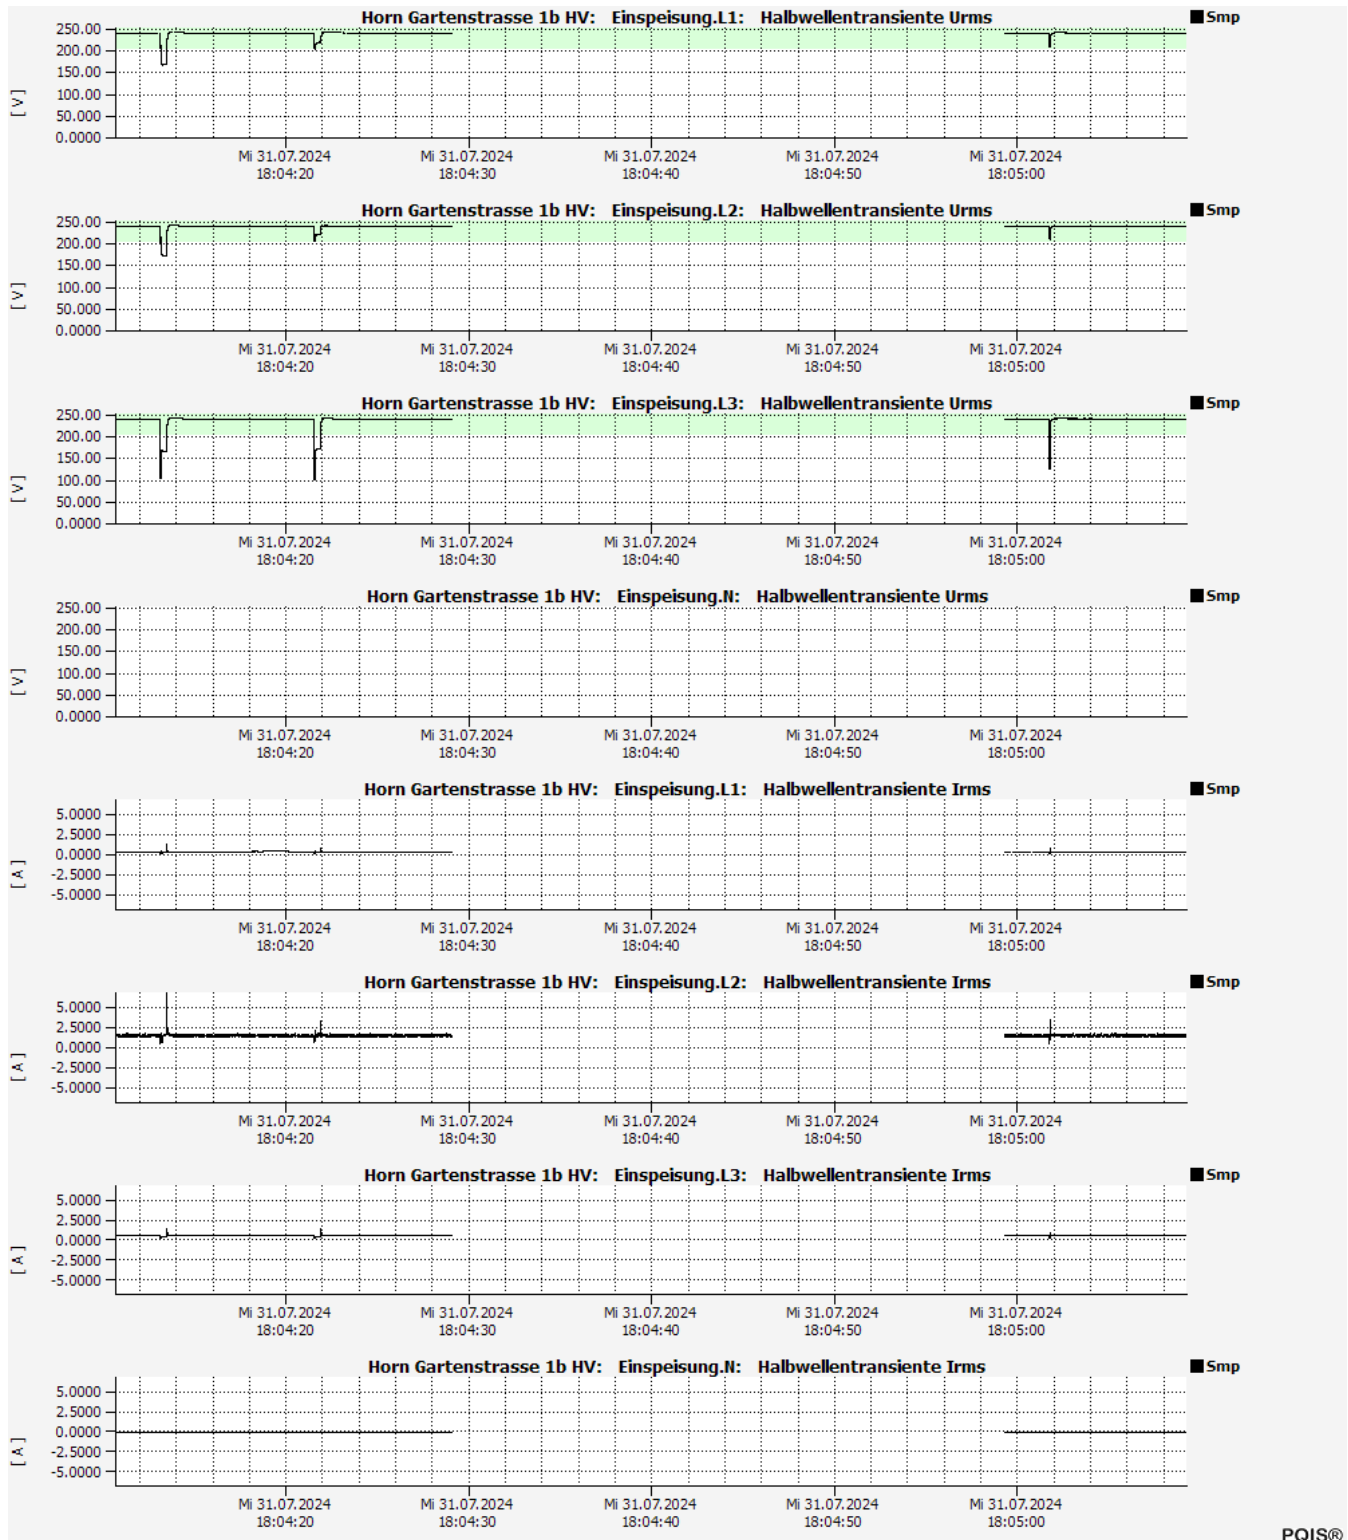 Horn Gartenstrasse 1b HV: Einspeisung.L1: Halbwellentransiente Urms
Smp
[ V ]
250.00
200.00
150.00
100.00
50.000
0.0000
Mi 31.07.2024 Mi 31.07.2024 Mi 31.07.2024 Mi 31.07.2024 Mi 31.07.2024
18:04:20 18:04:30 18:04:40 18:04:50 18:05:00
Horn Gartenstrasse 1b HV: Einspeisung.L2: Halbwellentransiente Urms
Smp
[ V ]
250.00
200.00
150.00
100.00
50.000
0.0000
Mi 31.07.2024 Mi 31.07.2024 Mi 31.07.2024 Mi 31.07.2024 Mi 31.07.2024
18:04:20 18:04:30 18:04:40 18:04:50 18:05:00
Horn Gartenstrasse 1b HV: Einspeisung.L3: Halbwellentransiente Urms
Smp
[ V ]
250.00
200.00
150.00
100.00
50.000
0.0000
Mi 31.07.2024 Mi 31.07.2024 Mi 31.07.2024 Mi 31.07.2024 Mi 31.07.2024
18:04:20 18:04:30 18:04:40 18:04:50 18:05:00
Horn Gartenstrasse 1b HV: Einspeisung.N: Halbwellentransiente Urms
Smp
[ V ]
250.00
200.00
150.00
100.00
50.000
0.0000
Mi 31.07.2024 Mi 31.07.2024 Mi 31.07.2024 Mi 31.07.2024 Mi 31.07.2024
18:04:20 18:04:30 18:04:40 18:04:50 18:05:00
Horn Gartenstrasse 1b HV: Einspeisung.L1: Halbwellentransiente Irms
Smp
[ A ]
5.0000
2.5000
0.0000
-2.5000
-5.0000
Mi 31.07.2024 Mi 31.07.2024 Mi 31.07.2024 Mi 31.07.2024 Mi 31.07.2024
18:04:20 18:04:30 18:04:40 18:04:50 18:05:00
Horn Gartenstrasse 1b HV: Einspeisung.L2: Halbwellentransiente Irms
Smp
[ A ]
5.0000
2.5000
0.0000
-2.5000
-5.0000
Mi 31.07.2024 Mi 31.07.2024 Mi 31.07.2024 Mi 31.07.2024 Mi 31.07.2024
18:04:20 18:04:30 18:04:40 18:04:50 18:05:00
Horn Gartenstrasse 1b HV: Einspeisung.L3: Halbwellentransiente Irms
Smp
[ A ]
5.0000
2.5000
0.0000
-2.5000
-5.0000
Mi 31.07.2024 Mi 31.07.2024 Mi 31.07.2024 Mi 31.07.2024 Mi 31.07.2024
18:04:20 18:04:30 18:04:40 18:04:50 18:05:00
Horn Gartenstrasse 1b HV: Einspeisung.N: Halbwellentransiente Irms
Smp
[ A ]
5.0000
2.5000
0.0000
-2.5000
-5.0000
Mi 31.07.2024 Mi 31.07.2024 Mi 31.07.2024 Mi 31.07.2024 Mi 31.07.2024
18:04:20 18:04:30 18:04:40 18:04:50 18:05:00
PQIS®